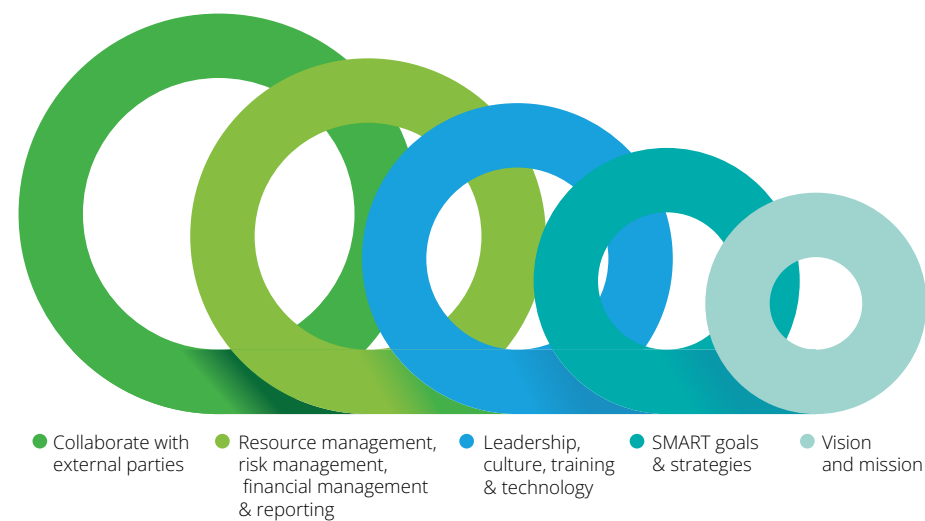 Collaborate with
external parties
Resource management,
risk management,
financial management
& reporting
Leadership,
culture, training
& technology
SMART goals
& strategies
Vision
and mission